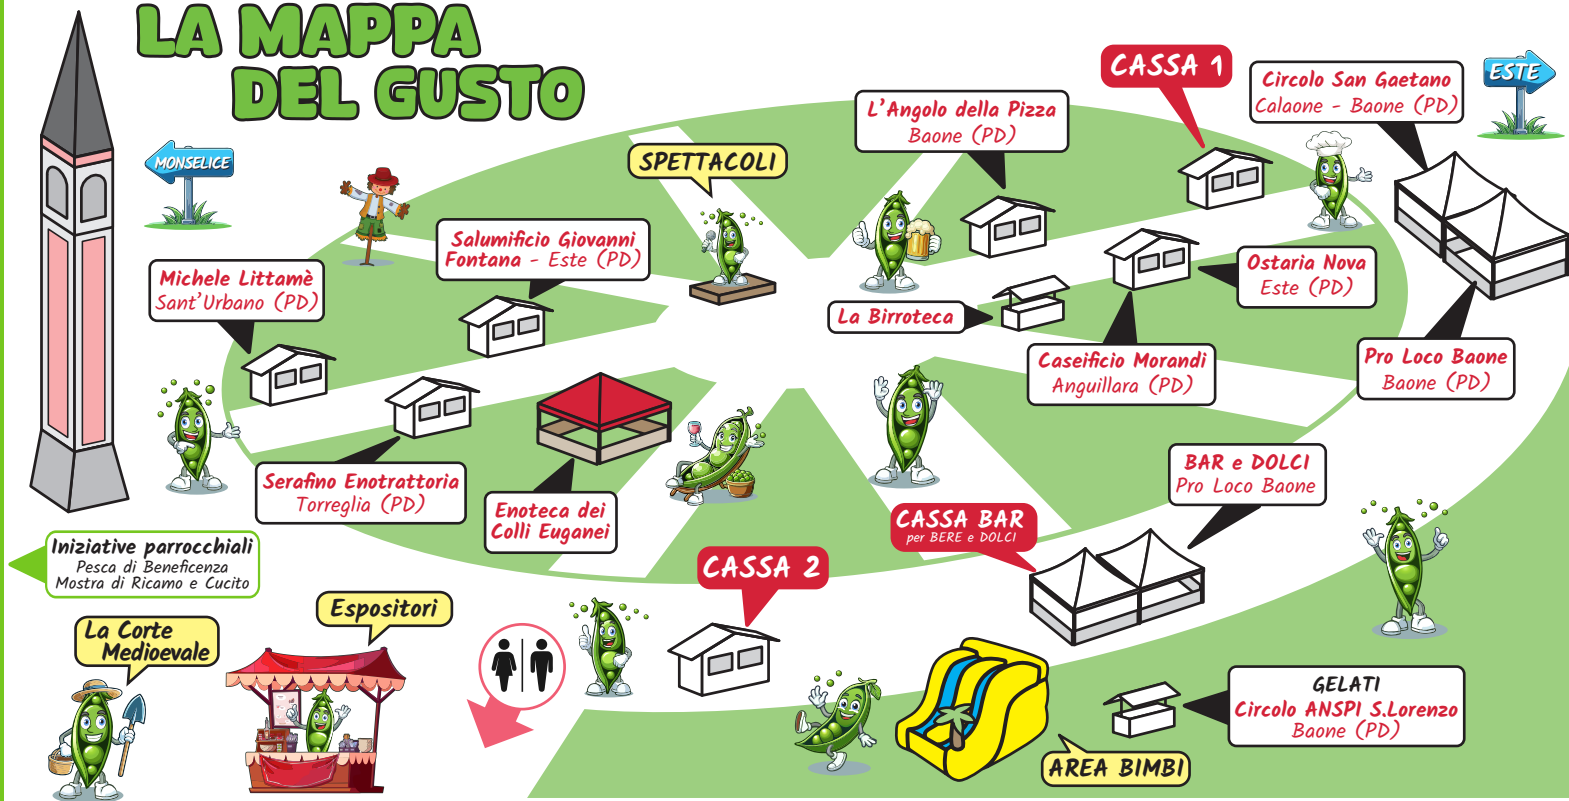 LA MAPPA
DEL GUSTO
CASSA 1
Circolo San Gaetano
Calaone - Baone (PD)
ESTE
L'Angolo della Pizza
Baone (PD)
MONSELICE
SPETTACOLI
Salumificio Giovanni
Fontana - Este (PD)
Michele Littamè
Sant'Urbano (PD)
Ostaria Nova
Este (PD)
La Birroteca
Caseificio Morandi
Anguillara (PD)
Pro Loco Baone
Baone (PD)
Serafino Enotrattoria
Torreglia (PD)
Enoteca dei
Colli Euganei
BAR e DOLCI
Pro Loco Baone
CASSA BAR
per BERE e DOLCI
Iniziative parrocchiali
Pesca di Beneficenza
Mostra di Ricamo e Cucito
CASSA 2
Espositori
La Corte
Medioevale
GELATI
Circolo ANSPI S.Lorenzo
Baone (PD)
AREA BIMBI